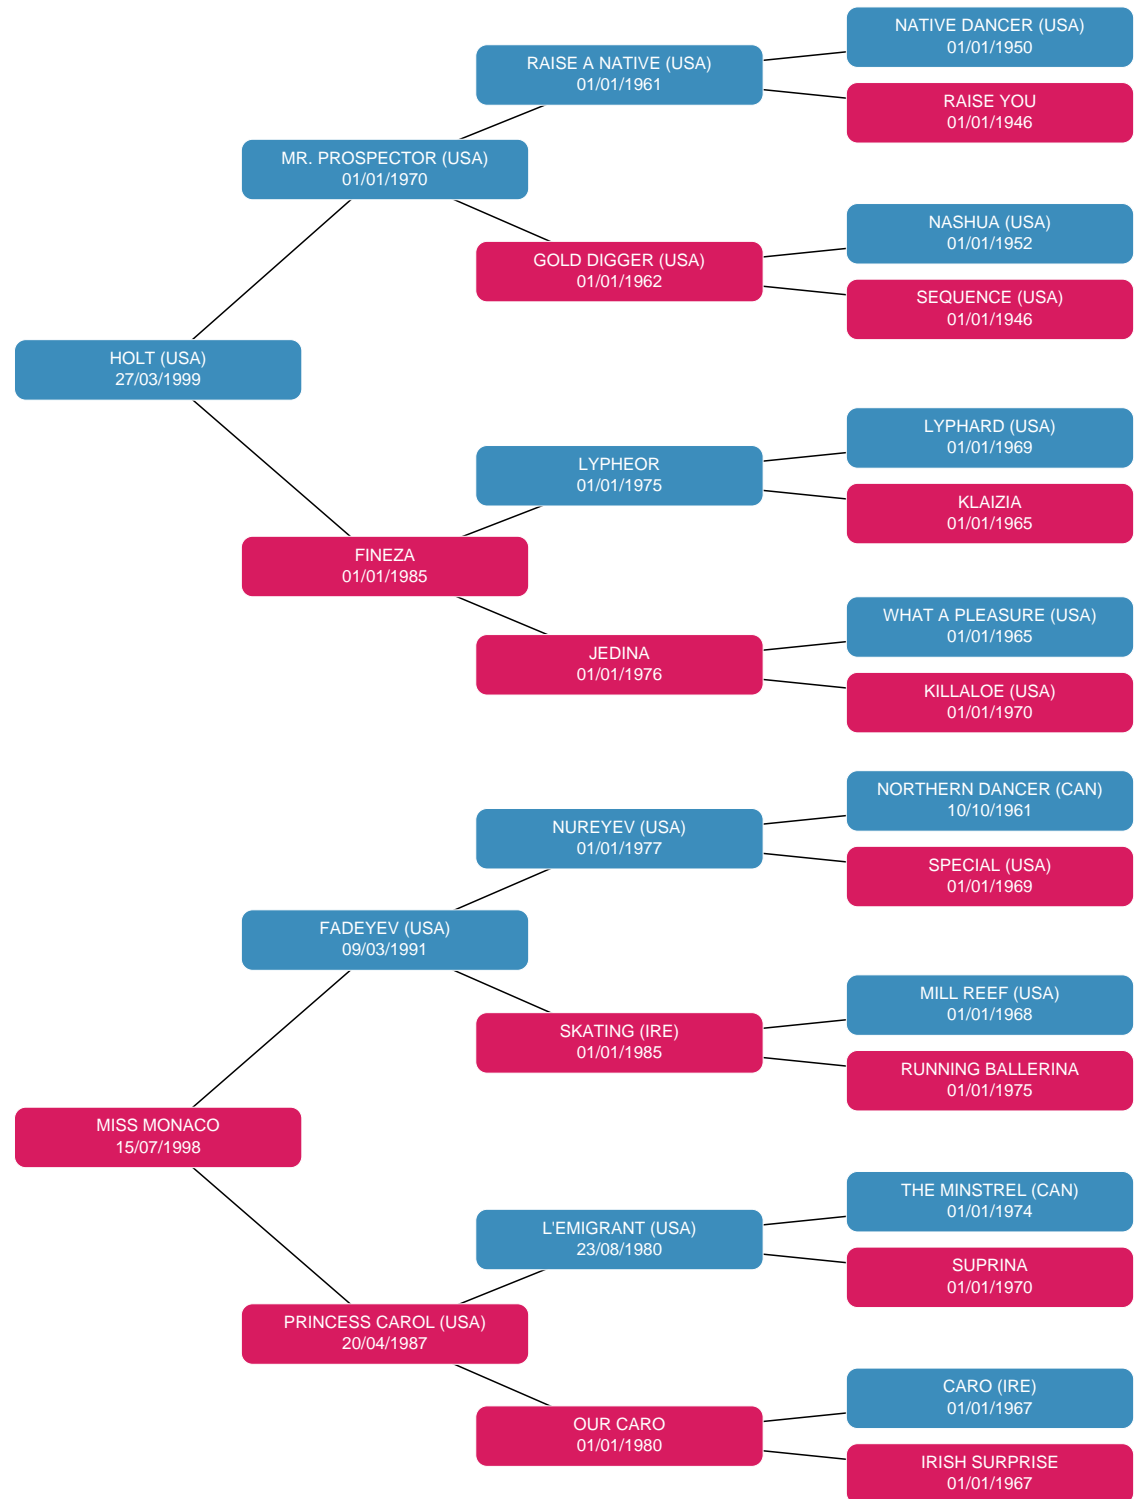 NATIVE DANCER (USA)
01/01/1950
RAISE A NATIVE (USA)
01/01/1961
RAISE YOU
01/01/1946
MR. PROSPECTOR (USA)
01/01/1970
NASHUA (USA)
01/01/1952
GOLD DIGGER (USA)
01/01/1962
SEQUENCE (USA)
01/01/1946
HOLT (USA)
27/03/1999
LYPHARD (USA)
01/01/1969
LYPHEOR
01/01/1975
KLAIZIA
01/01/1965
FINEZA
01/01/1985
WHAT A PLEASURE (USA)
01/01/1965
JEDINA
01/01/1976
KILLALOE (USA)
01/01/1970
NORTHERN DANCER (CAN)
10/10/1961
NUREYEV (USA)
01/01/1977
SPECIAL (USA)
01/01/1969
FADEYEV (USA)
09/03/1991
MILL REEF (USA)
01/01/1968
SKATING (IRE)
01/01/1985
RUNNING BALLERINA
01/01/1975
MISS MONACO
15/07/1998
THE MINSTREL (CAN)
01/01/1974
L'EMIGRANT (USA)
23/08/1980
SUPRINA
01/01/1970
PRINCESS CAROL (USA)
20/04/1987
CARO (IRE)
01/01/1967
OUR CARO
01/01/1980
IRISH SURPRISE
01/01/1967